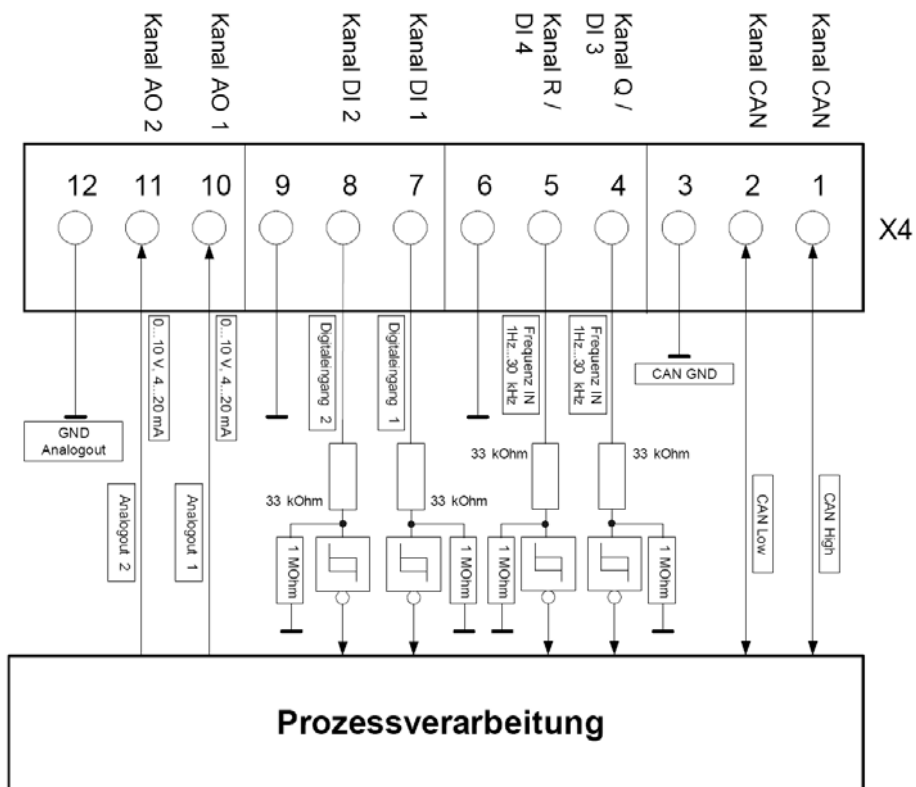 Kanal AO 2
Kanal AO 1
Kanal DI 2
Kanal DI 1
Kanal R /
DI 4
Kanal Q /
DI 3
Kanal CAN
Kanal CAN
12
11
10
9
8
7
6
5
4
3
2
1
X4
0...10 V, 4...20 mA
0...10 V, 4...20 mA
Digitaleingang 2
Digitaleingang 1
Frequenz IN
1Hz...30 kHz
Frequenz IN
1Hz...30 kHz
CAN GND
GND
Analogout
33 kOhm
33 kOhm
33 kOhm
33 kOhm
Analogout 2
Analogout 1
CAN Low
CAN High
1 MOhm
1 MOhm
1 MOhm
1 MOhm
Prozessverarbeitung